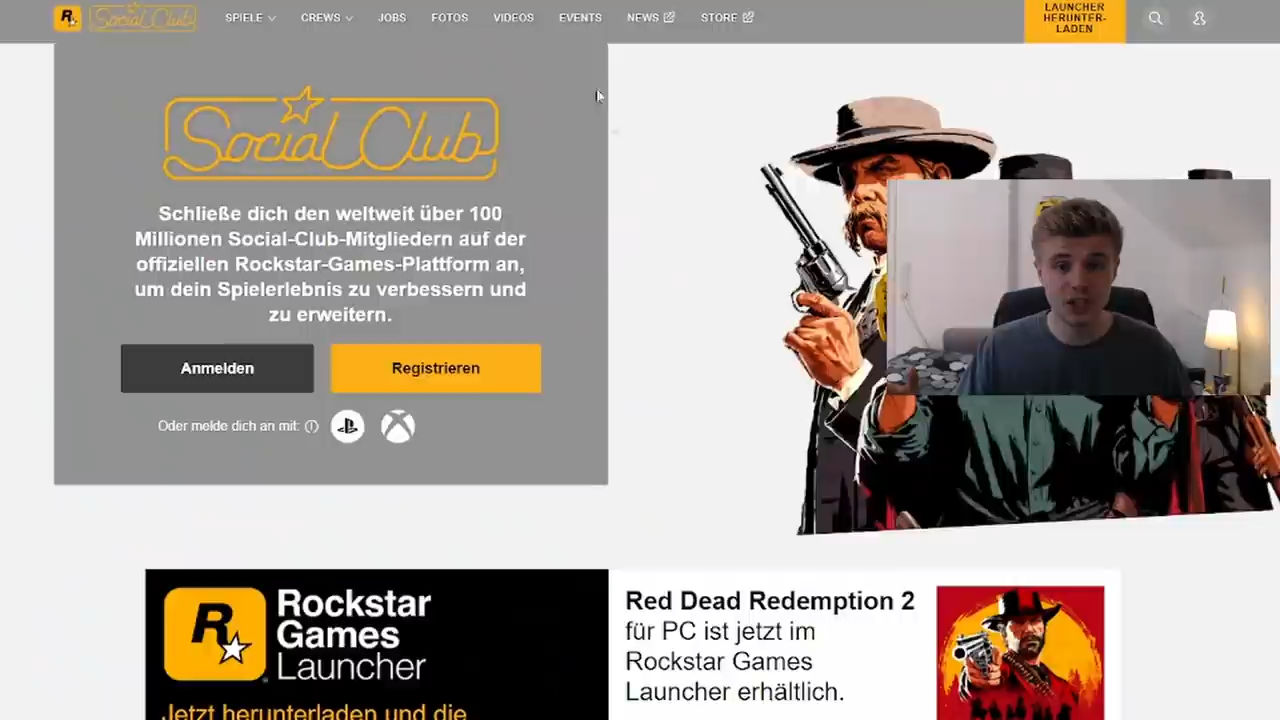 R Social Club SPIELE CREWS JOBS FOTOS VIDEOS EVENTS NEWS STORE
LAUNCHER
HERUNTER-
LADEN
Social Club
Schließe dich den weltweit über 100
Millionen Social-Club-Mitgliedern auf der
offiziellen Rockstar-Games-Plattform an,
um dein Spielerlebnis zu verbessern und
zu erweitern.
Anmelden Registrieren
Oder melde dich an mit:
R
Rockstar
Games
Launcher
Jetzt herunterladen und die
Red Dead Redemption 2
für PC ist jetzt im
Rockstar Games
Launcher erhältlich.